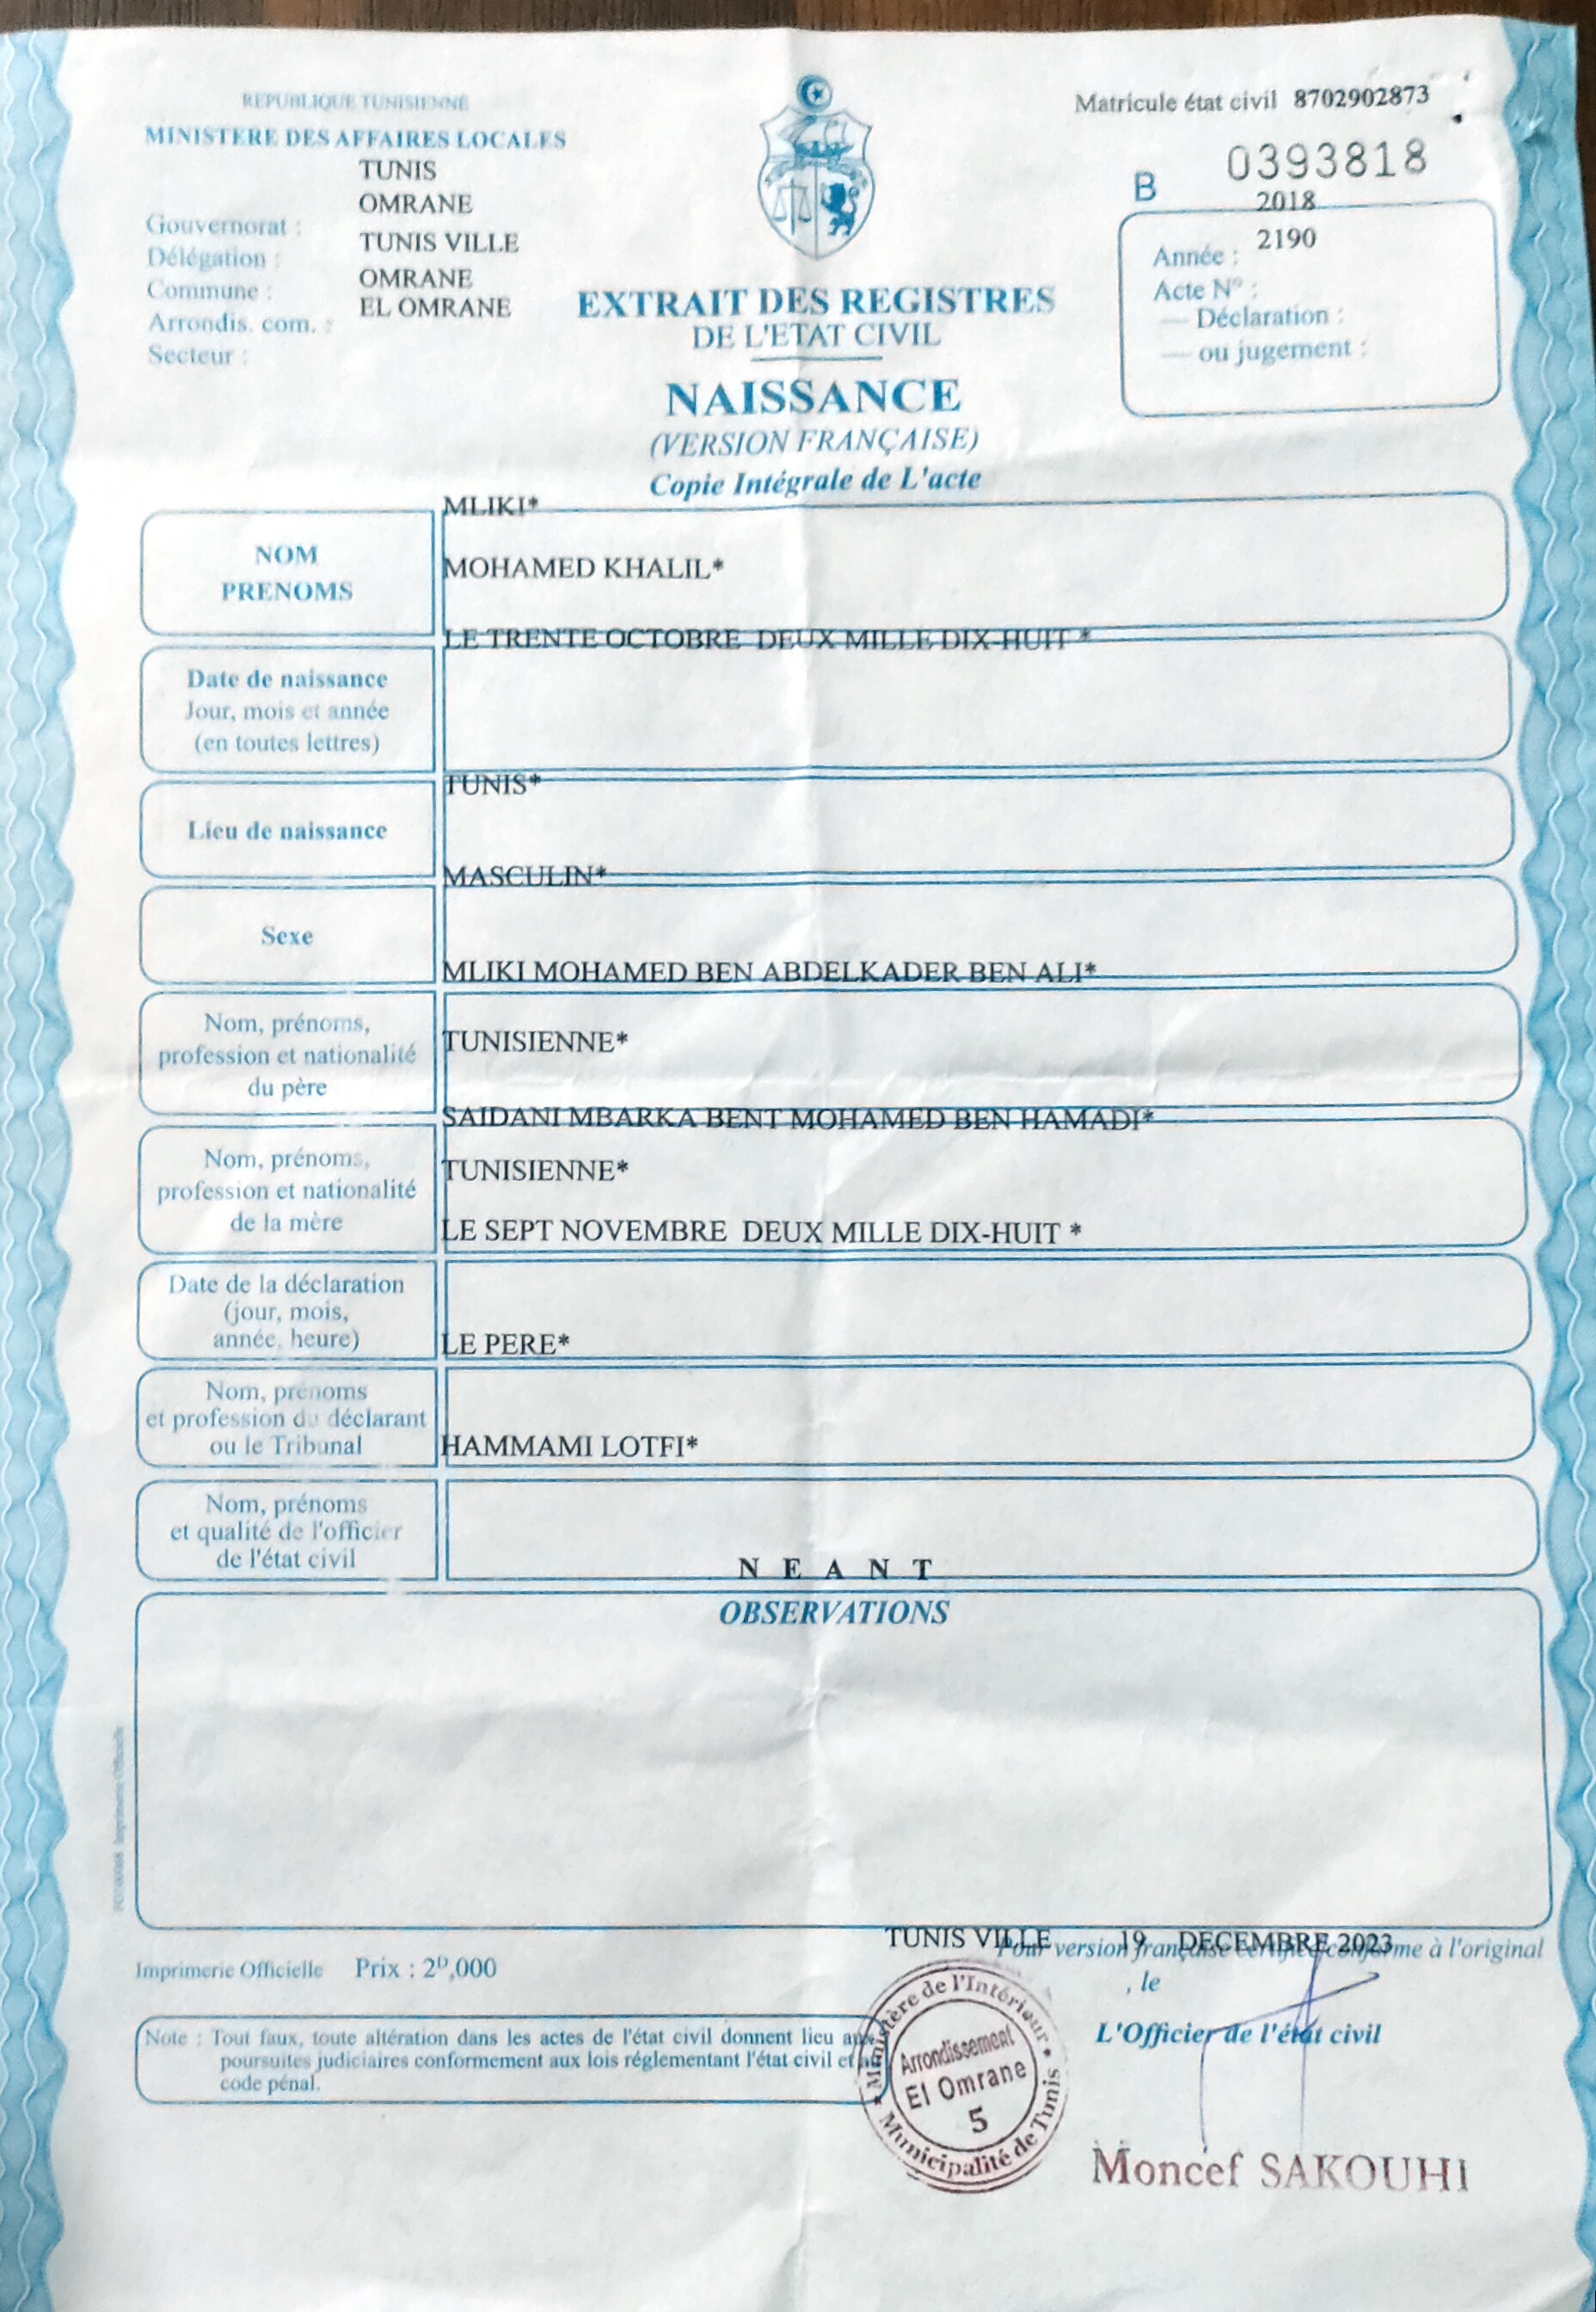 REPUBLIQUE TUNISIENNE
MINISTERE DES AFFAIRES LOCALES
TUNIS
OMRANE
Gouvernorat :
TUNIS VILLE
Délégation :
OMRANE
Commune :
EL OMRANE
Arrondis. com. :
Secteur :
Matricule état civil 8702902873
B 0393818
2018
2190
Année :
Acte N° :
— Déclaration :
— ou jugement :
EXTRAIT DES REGISTRES
DE L'ETAT CIVIL
NAISSANCE
(VERSION FRANÇAISE)
Copie Intégrale de L'acte
MLIKI*
NOM
PRENOMS
MOHAMED KHALIL*
LE TRENTE OCTOBRE DEUX MILLE DIX-HUIT *
Date de naissance
Jour, mois et année
(en toutes lettres)
TUNIS*
Lieu de naissance
MASCULIN*
Sexe
MLIKI MOHAMED BEN ABDELKADER BEN ALI*
Nom, prénoms,
profession et nationalité
du père
TUNISIENNE*
SAIDANI MBARKA BENT MOHAMED BEN HAMADI*
Nom, prénoms,
profession et nationalité
de la mère
TUNISIENNE*
LE SEPT NOVEMBRE DEUX MILLE DIX-HUIT *
Date de la déclaration
(jour, mois,
année, heure)
LE PERE*
Nom, prénoms
et profession du déclarant
ou le Tribunal
HAMMAMI LOTFI*
Nom, prénoms
et qualité de l'officier
de l'état civil
N E A N T
OBSERVATIONS
TUNIS VILLE 19 DECEMBRE 2023
Pour version française certifiée conforme à l'original
, le
L'Officier de l'état civil
Imprimerie Officielle Prix : 2D,000
Note : Tout faux, toute altération dans les actes de l'état civil donnent lieu aux
poursuites judiciaires conformement aux lois réglementant l'état civil et au
code pénal.
Ministère de l'Intérieur
Arrondissement
El Omrane
5
Municipalité de Tunis
Moncef SAKOUHI